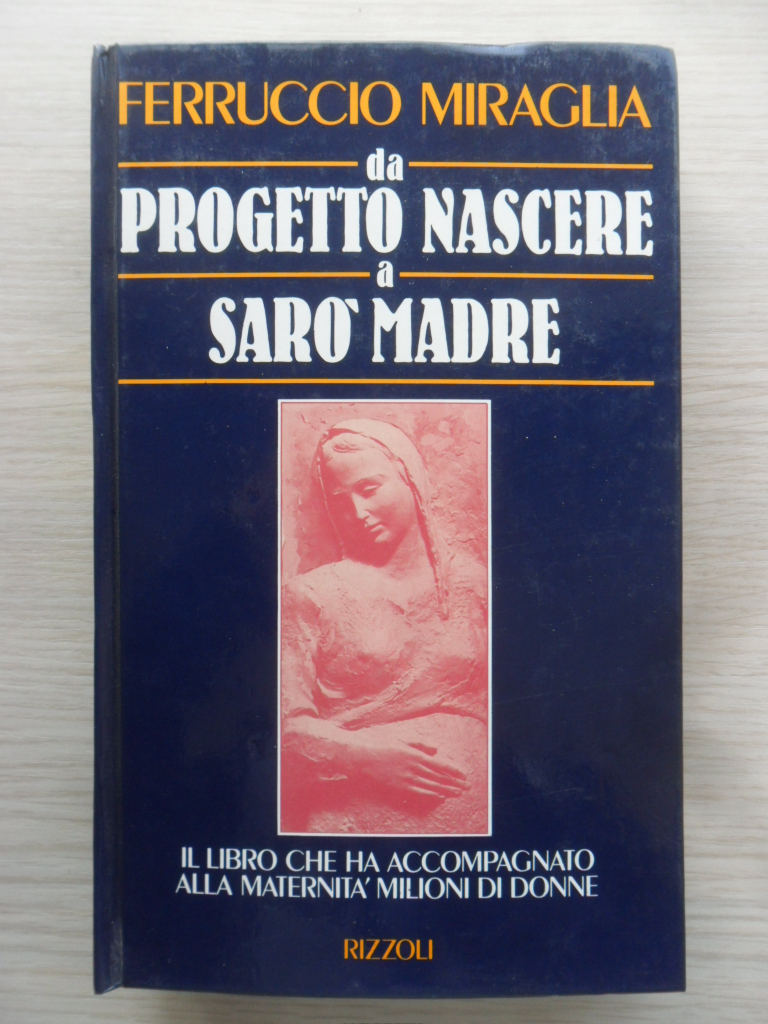 FERRUCCIO MIRAGLIA
da
PROGETTO NASCERE
a
SARO' MADRE
IL LIBRO CHE HA ACCOMPAGNATO
ALLA MATERNITA' MILIONI DI DONNE
RIZZOLI